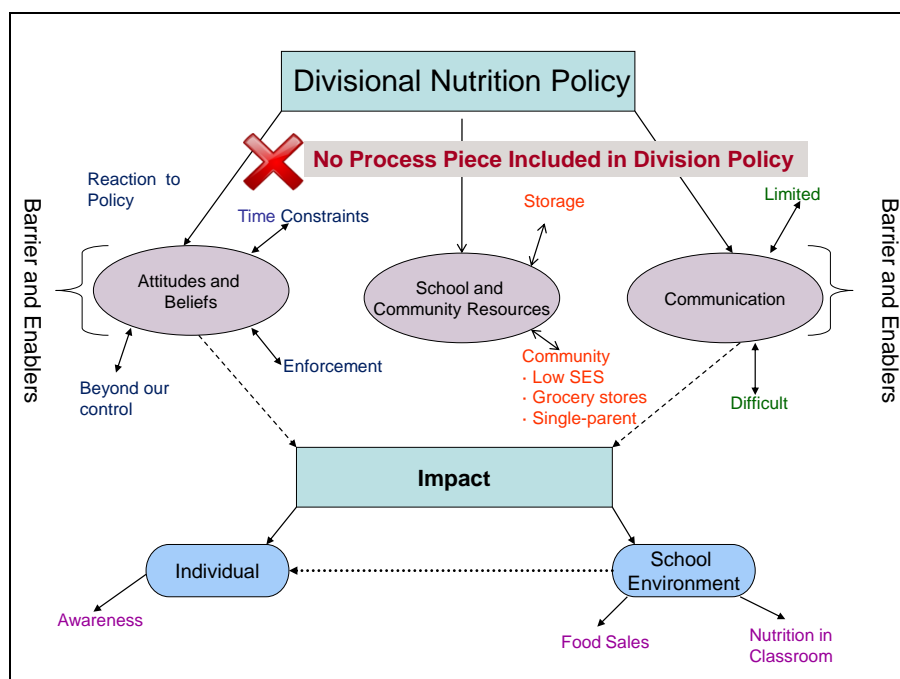 Divisional Nutrition Policy
No Process Piece Included in Division Policy
Reaction to
Policy
Time Constraints
Storage
Limited
Barrier and Enablers
Attitudes and
Beliefs
School and
Community Resources
Communication
Barrier and Enablers
Beyond our
control
Enforcement
Community
· Low SES
· Grocery stores
· Single-parent
Difficult
Impact
Individual
School
Environment
Awareness
Food Sales
Nutrition in
Classroom